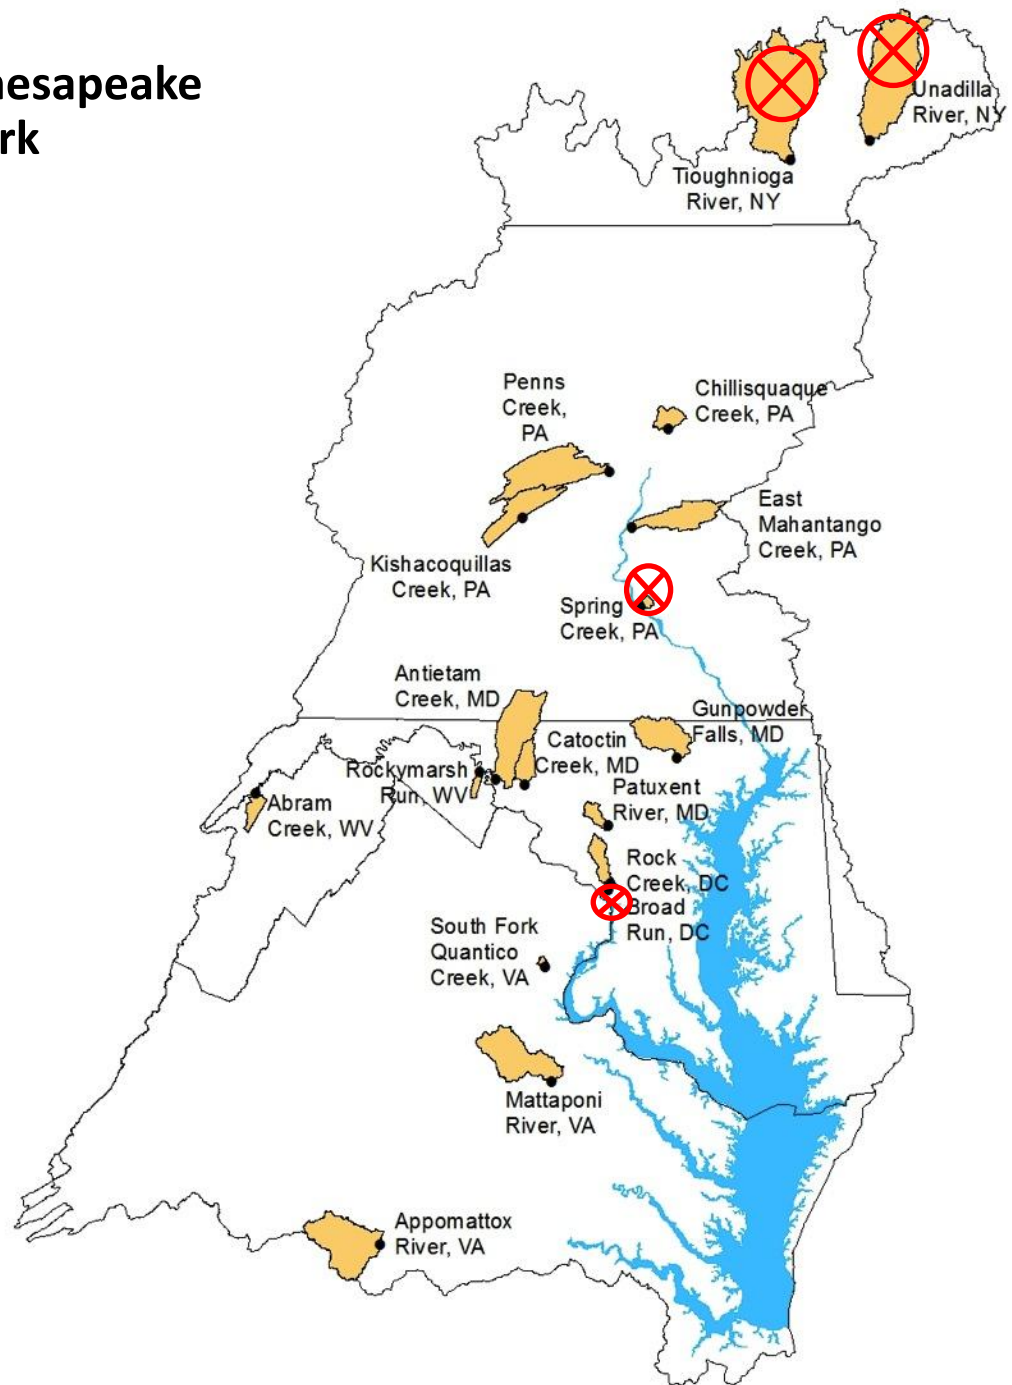 hesapeake
rk
Unadilla
River, NY
Tioughnioga
River, NY
Penns
Creek,
PA
Chillisquaque
Creek, PA
East
Mahantango
Creek, PA
Kishacoquillas
Creek, PA
Spring
Creek, PA
Antietam
Creek, MD
Gunpowder
Falls, MD
Catoctin
Creek, MD
Rockymarsh
Run, WV
Patuxent
River, MD
Abram
Creek, WV
Rock
Creek, DC
Broad
Run, DC
South Fork
Quantico
Creek, VA
Mattaponi
River, VA
Appomattox
River, VA